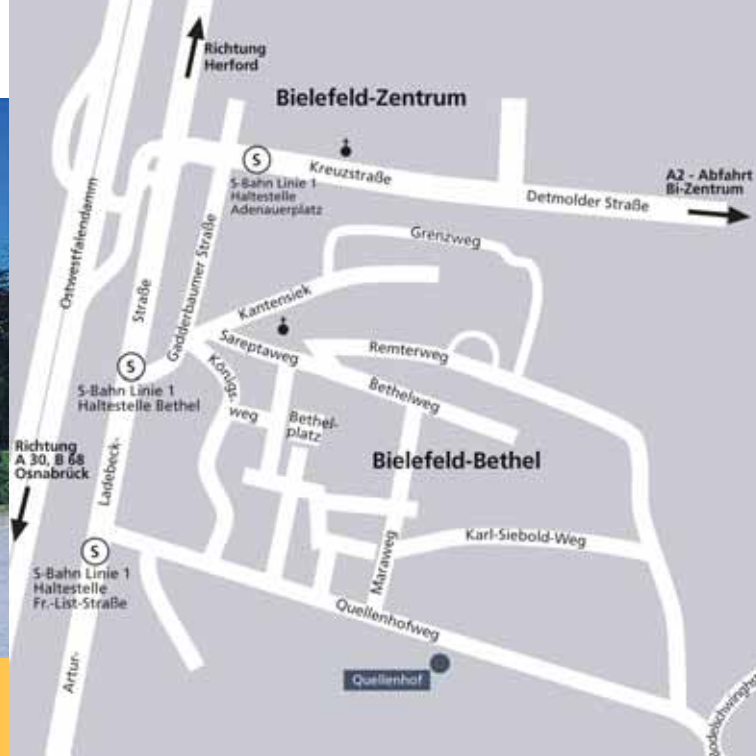 Richtung
Herford
Bielefeld-Zentrum
S
S-Bahn Linie 1
Haltestelle
Adenauerplatz
Kreuzstraße
A2 - Abfahrt
Bi-Zentrum
Detmolder Straße
Ostwestfalendamm
Straße
Gadderbaumer Straße
Grenzweg
Kantensiek
Sareptaweg
Remterweg
S
S-Bahn Linie 1
Haltestelle Bethel
Königs-
weg
Bethel-
platz
Bethelweg
Richtung
A 30, B 68
Osnabrück
Ladebeck-
Bielefeld-Bethel
Karl-Siebold-Weg
Maraweg
S
S-Bahn Linie 1
Haltestelle
Fr.-List-Straße
Quellenhofweg
Artur-
Quellenhof